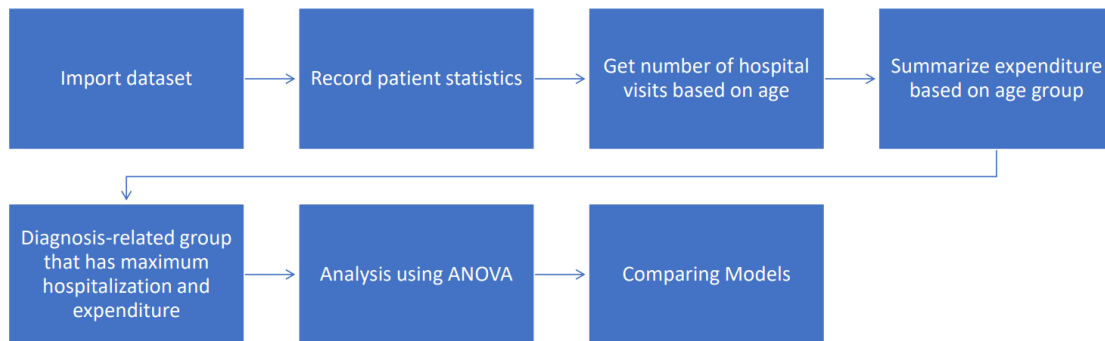 Import dataset
Record patient statistics
Get number of hospital
visits based on age
Summarize expenditure
based on age group
Diagnosis-related group
that has maximum
hospitalization and
expenditure
Analysis using ANOVA
Comparing Models